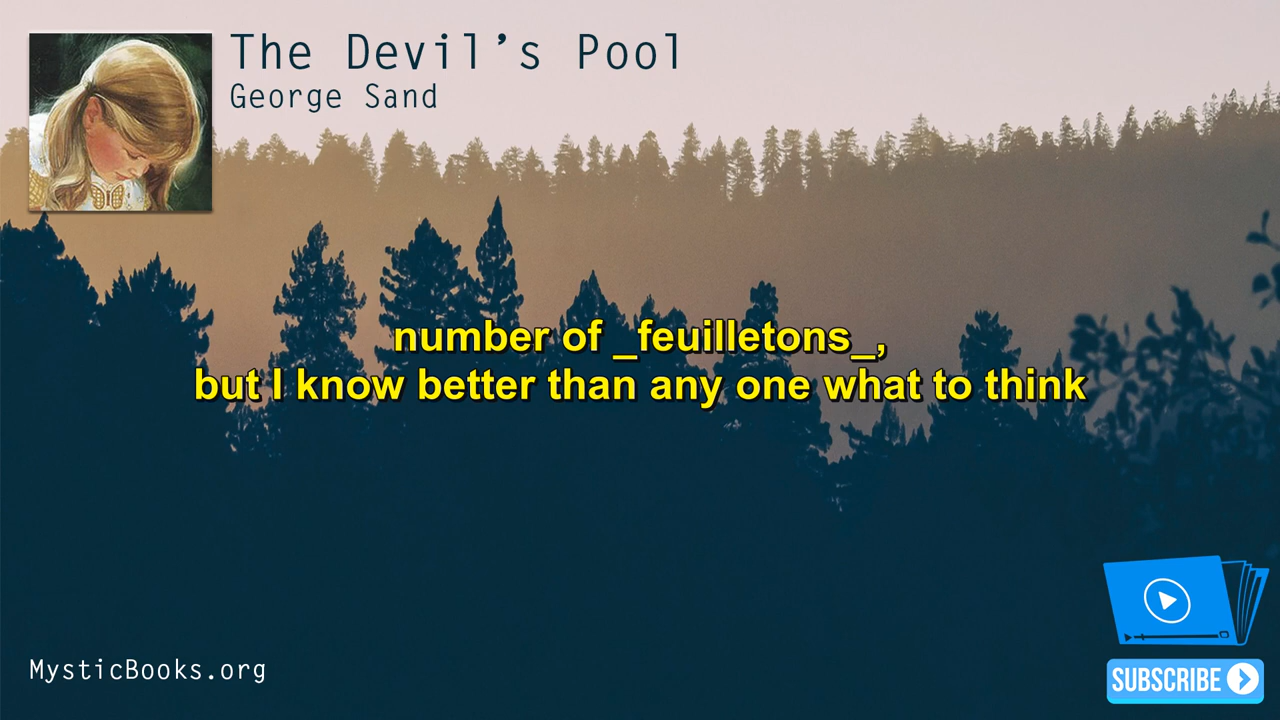 The Devil’s Pool
George Sand
number of _feuilletons_,
but I know better than any one what to think
MysticBooks.org
SUBSCRIBE